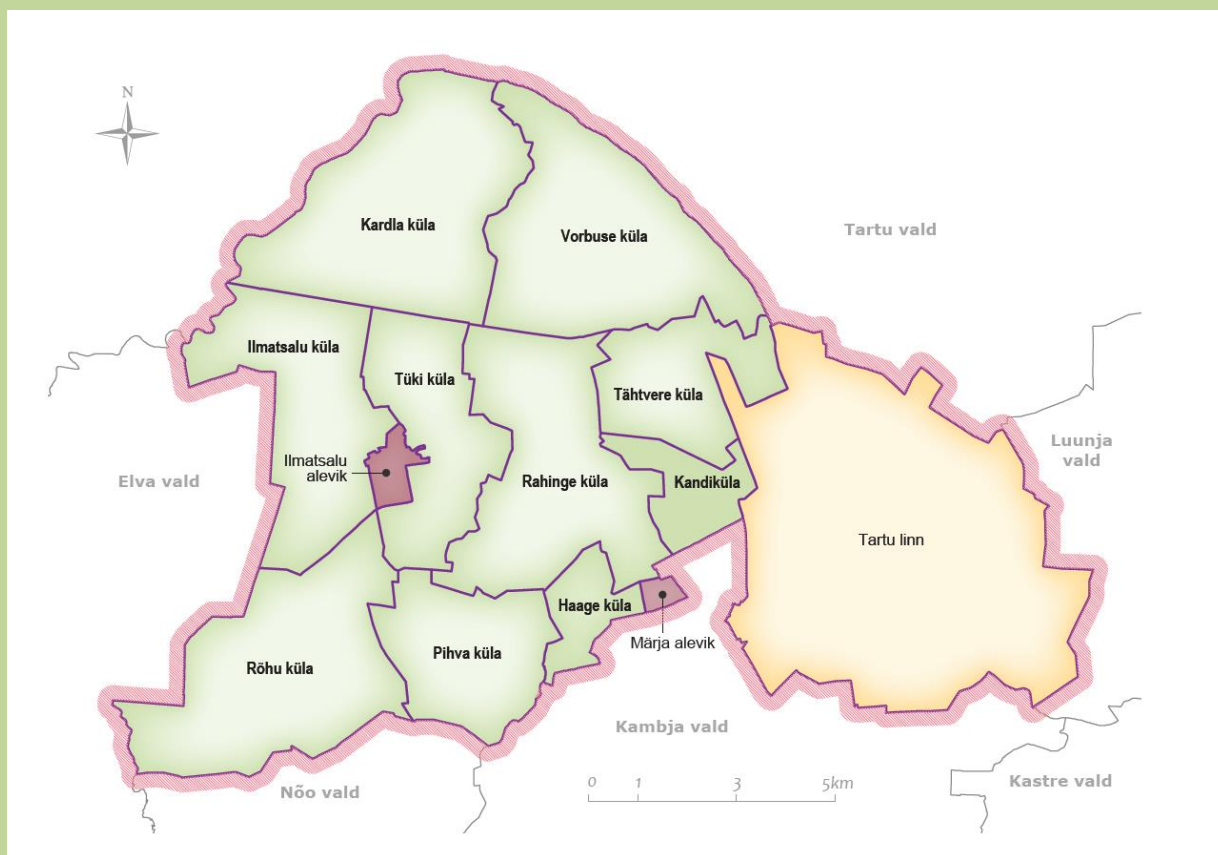 N
Kardla küla
Vorbuse küla
Tartu vald
Ilmatsalu küla
Tüki küla
Tähtvere küla
Luunja
vald
Ilmatsalu
alevik
Elva vald
Rahinge küla
Kandiküla
Tartu linn
Haage küla
Märja alevik
Pihva küla
Rõhu küla
Kambja vald
Nõo vald
0 1 3 5km
Kastre vald